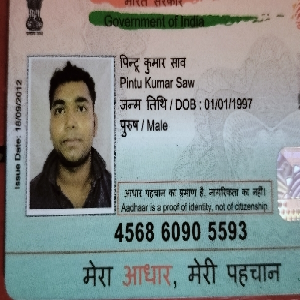 भारत सरकार
Government of India
Issue Date: 18/09/2012
पिन्टू कुमार साव
Pintu Kumar Saw
जन्म तिथि / DOB : 01/01/1997
पुरुष / Male
आधार पहचान का प्रमाण है, नागरिकता का नहीं।
Aadhaar is a proof of identity, not of citizenship.
4568 6090 5593
मेरा आधार, मेरी पहचान